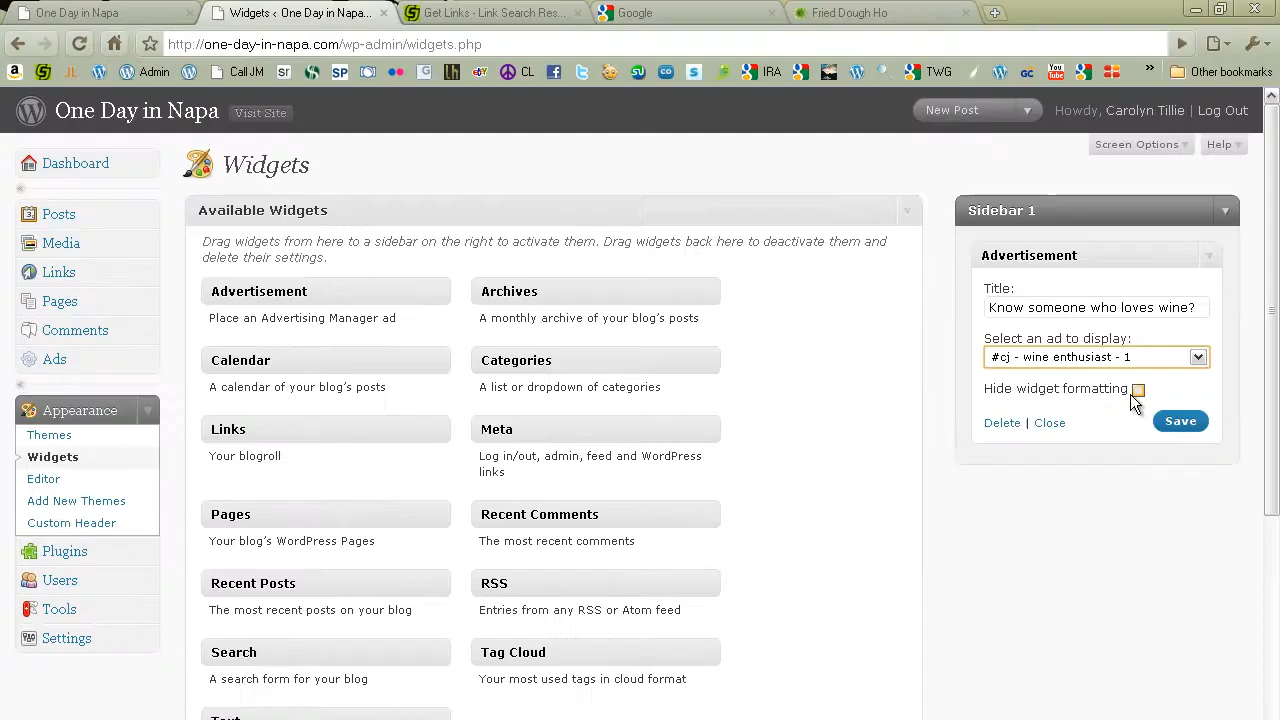 One Day in Napa
Widgets ‹ One Day in Napa...
Get Links - Link Search Res...
Google
Fried Dough Ho
http://one-day-in-napa.com/wp-admin/widgets.php
Admin
Call JM
sr
SP
CL
IRA
TWG
GC
You Tube
»
Other bookmarks
One Day in Napa
Visit Site
New Post
Howdy, Carolyn Tillie | Log Out
Screen Options
Help
Dashboard
Posts
Media
Links
Pages
Comments
Ads
Appearance
Themes
Widgets
Editor
Add New Themes
Custom Header
Plugins
Users
Tools
Settings
Widgets
Available Widgets
Drag widgets from here to a sidebar on the right to activate them. Drag widgets back here to deactivate them and
delete their settings.
Advertisement
Place an Advertising Manager ad
Archives
A monthly archive of your blog's posts
Calendar
A calendar of your blog's posts
Categories
A list or dropdown of categories
Links
Your blogroll
Meta
Log in/out, admin, feed and WordPress
links
Pages
Your blog's WordPress Pages
Recent Comments
The most recent comments
Recent Posts
The most recent posts on your blog
RSS
Entries from any RSS or Atom feed
Search
A search form for your blog
Tag Cloud
Your most used tags in cloud format
Sidebar 1
Advertisement
Title:
Know someone who loves wine?
Select an ad to display:
#cj - wine enthusiast - 1
Hide widget formatting
Delete | Close
Save